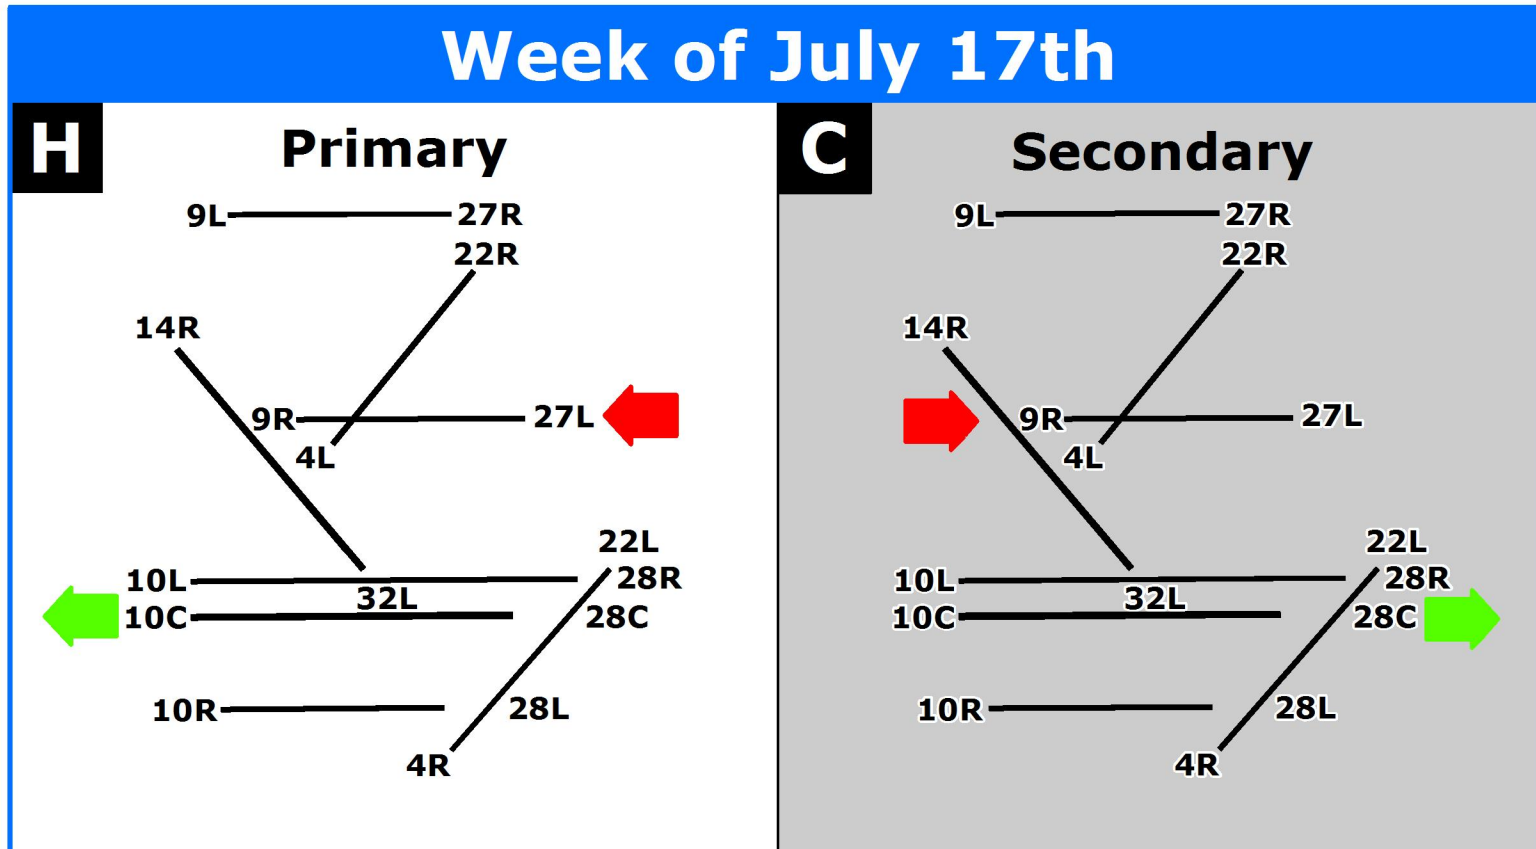 Week of July 17th
H
Primary
9L
27R
22R
14R
9R
27L
4L
22L
10L
28R
32L
10C
28C
10R
28L
4R
C
Secondary
9L
27R
22R
14R
9R
27L
4L
22L
10L
28R
32L
10C
28C
10R
28L
4R